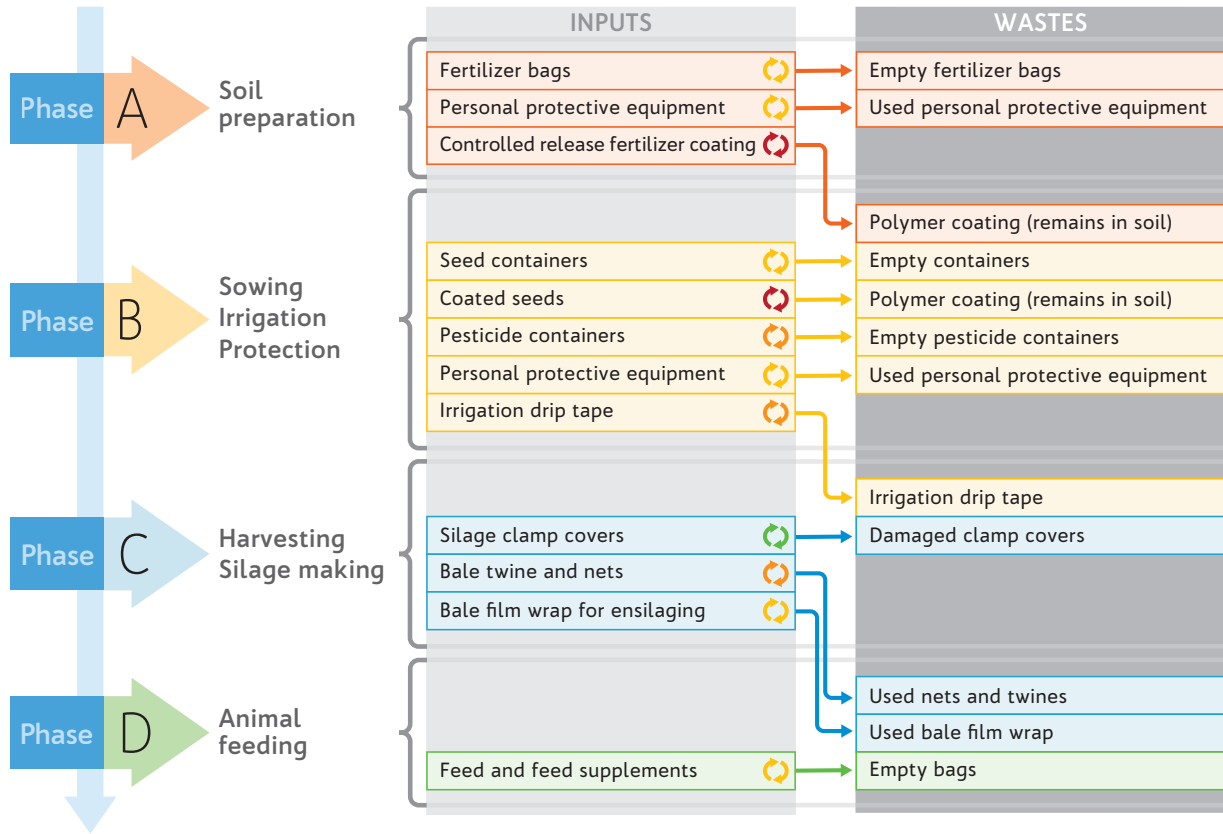 INPUTS
WASTES
Phase A
Soil
preparation
Fertilizer bags
Empty fertilizer bags
Personal protective equipment
Used personal protective equipment
Controlled release fertilizer coating
Polymer coating (remains in soil)
Phase B
Sowing
Irrigation
Protection
Seed containers
Empty containers
Coated seeds
Polymer coating (remains in soil)
Pesticide containers
Empty pesticide containers
Personal protective equipment
Used personal protective equipment
Irrigation drip tape
Irrigation drip tape
Phase C
Harvesting
Silage making
Silage clamp covers
Damaged clamp covers
Bale twine and nets
Bale film wrap for ensilaging
Used nets and twines
Used bale film wrap
Phase D
Animal
feeding
Feed and feed supplements
Empty bags